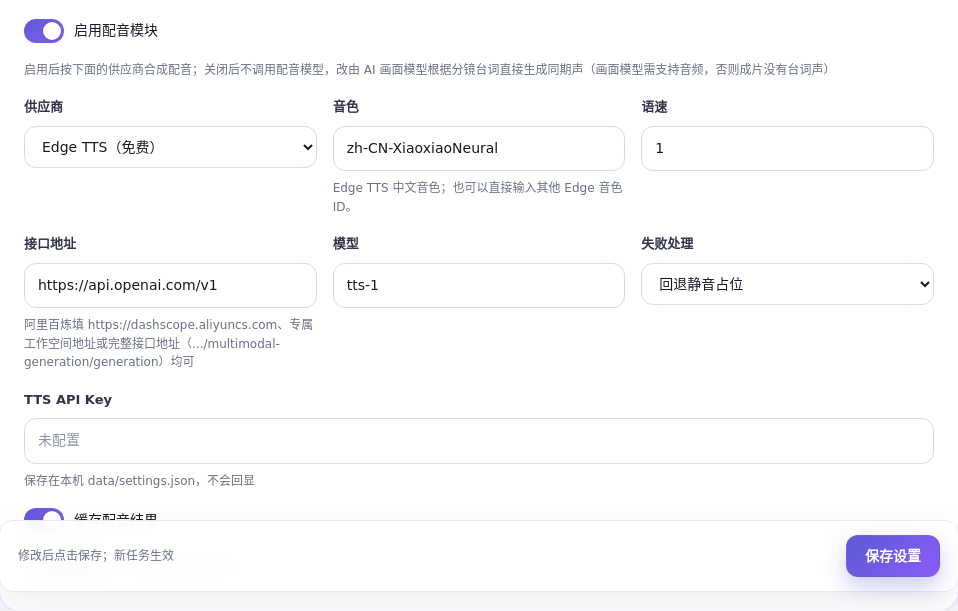 启用配音模块
启用后按下面的供应商合成配音；关闭后不调用配音模型，改由 AI 画面模型根据分镜台词直接生成同期声（画面模型需支持音频，否则成片没有台词声）
供应商
音色
语速
Edge TTS（免费）
zh-CN-XiaoxiaoNeural
1
Edge TTS 中文音色；也可以直接输入其他 Edge 音色
ID。
接口地址
模型
失败处理
https://api.openai.com/v1
tts-1
回退静音占位
阿里百炼填 https://dashscope.aliyuncs.com、专属
工作空间地址或完整接口地址（.../multimodal-
generation/generation）均可
TTS API Key
未配置
保存在本机 data/settings.json，不会回显
缓存配音结果
修改后点击保存；新任务生效
保存设置